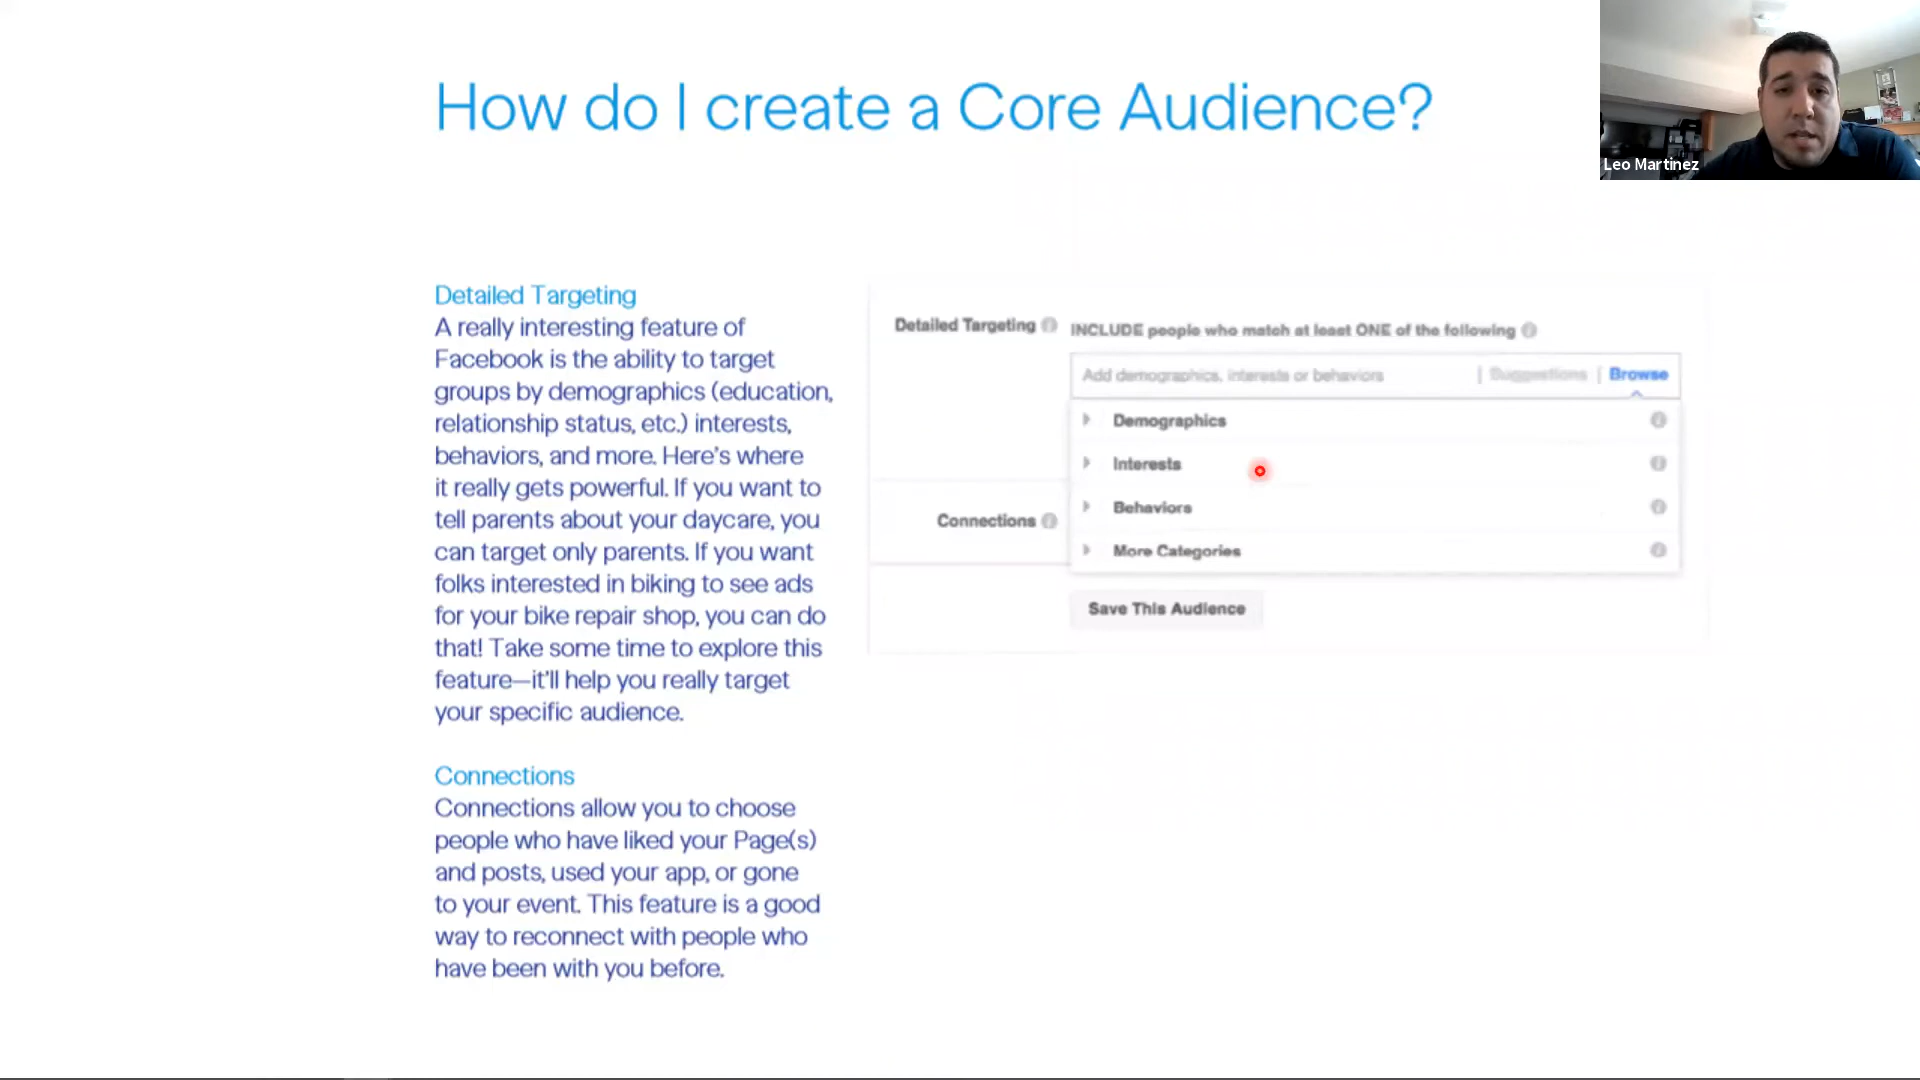 How do I create a Core Audience?
Leo Martinez
Detailed Targeting
A really interesting feature of
Facebook is the ability to target
groups by demographics (education,
relationship status, etc.) interests,
behaviors, and more. Here's where
it really gets powerful. If you want to
tell parents about your daycare, you
can target only parents. If you want
folks interested in biking to see ads
for your bike repair shop, you can do
that! Take some time to explore this
feature—it'll help you really target
your specific audience.
Connections
Connections allow you to choose
people who have liked your Page(s)
and posts, used your app, or gone
to your event. This feature is a good
way to reconnect with people who
have been with you before.
Detailed Targeting
INCLUDE people who match at least ONE of the following
Add demographics, interests or behaviors | Suggestions | Browse
Demographics
Interests
Behaviors
More Categories
Connections
Save This Audience